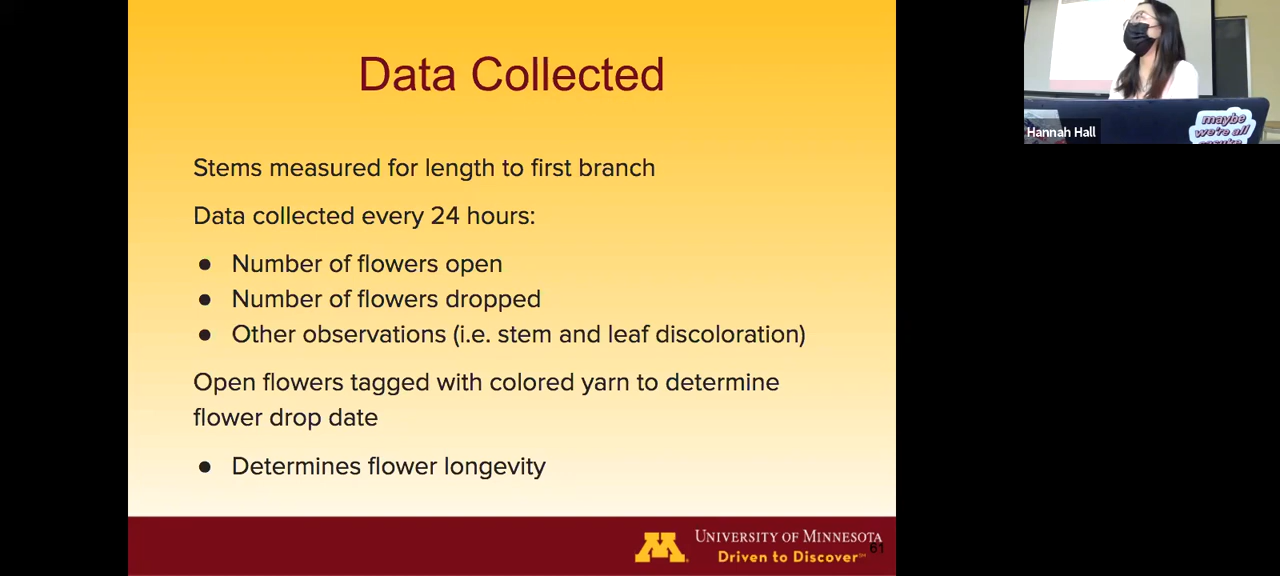 Data Collected
Stems measured for length to first branch
Data collected every 24 hours:
● Number of flowers open
● Number of flowers dropped
● Other observations (i.e. stem and leaf discoloration)
Open flowers tagged with colored yarn to determine
flower drop date
● Determines flower longevity
M
UNIVERSITY OF MINNESOTA
Driven to Discover℠
61
Hannah Hall
maybe
we're all